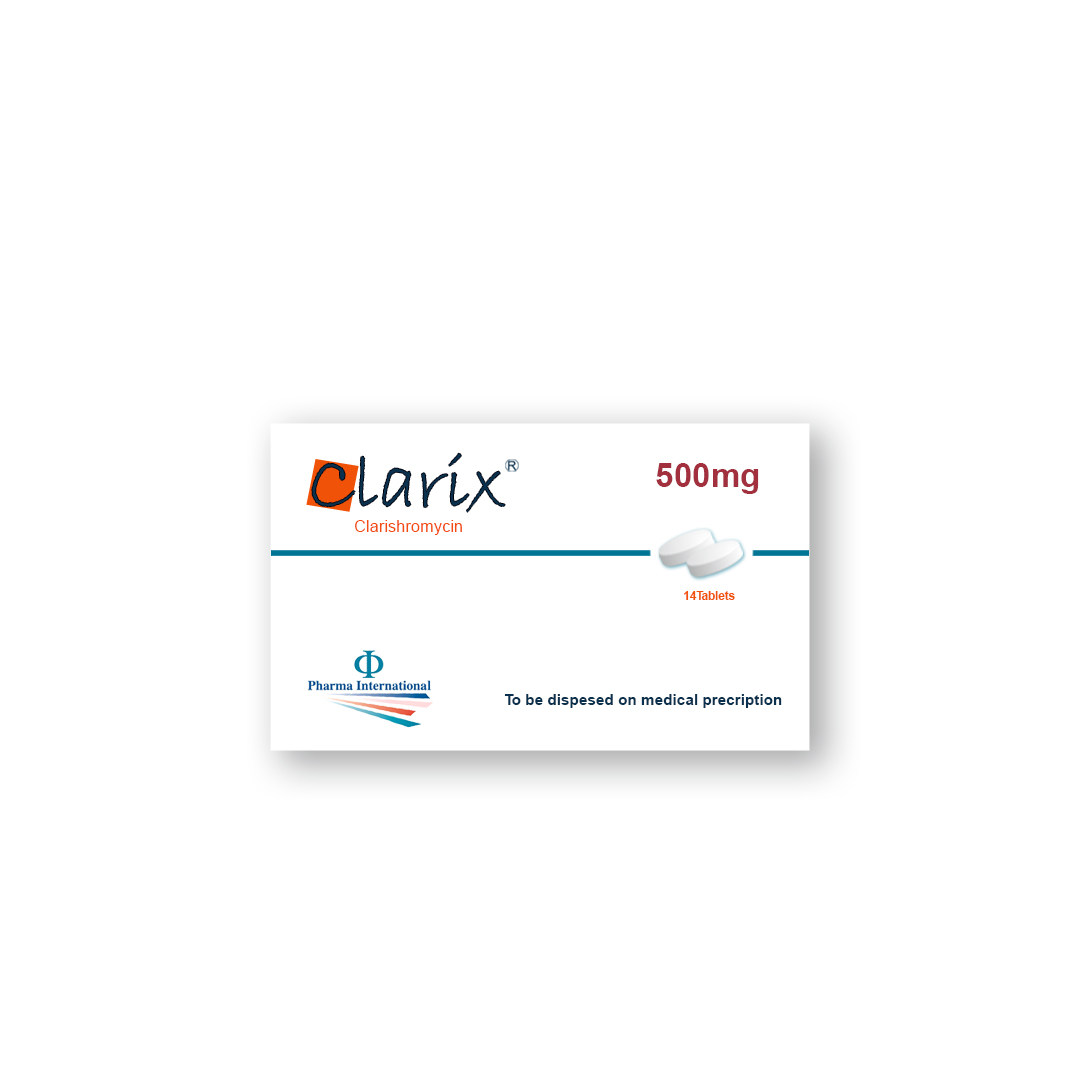 Clarix®
500mg
Clarishromycin
14Tablets
Φ
Pharma International
To be dispesed on medical precription